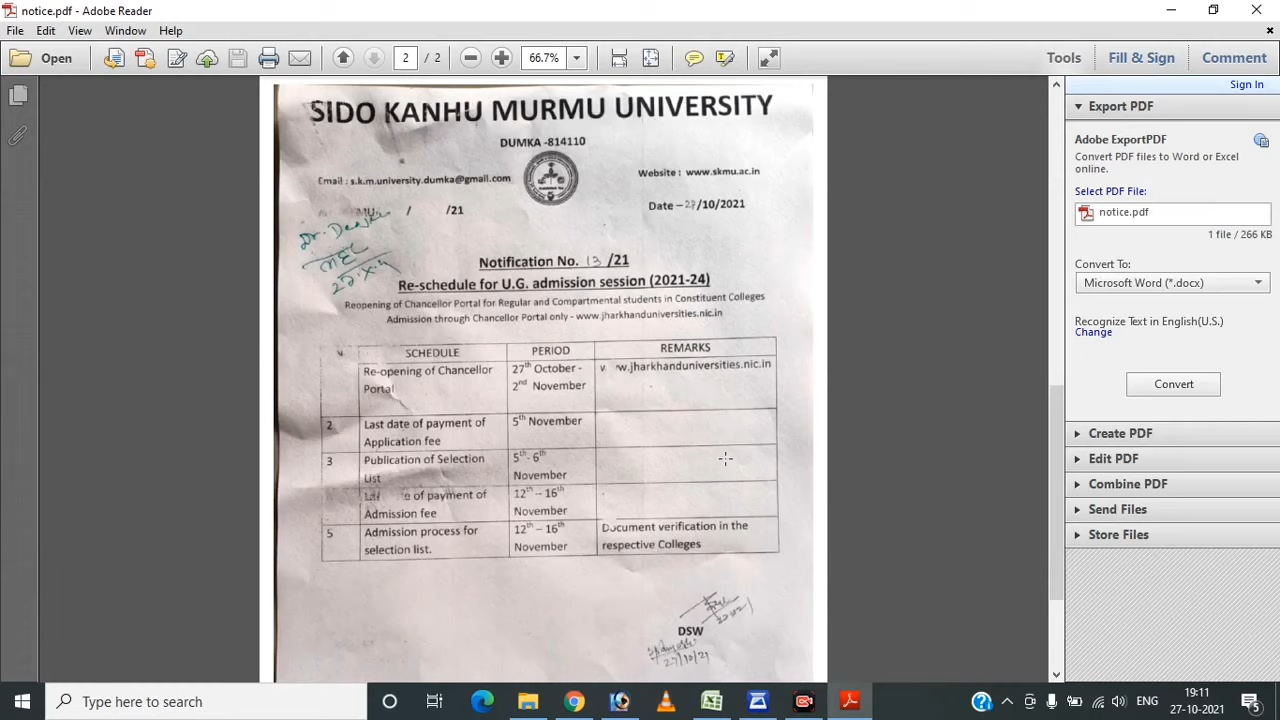 notice.pdf - Adobe Reader
File Edit View Window Help
Open 2 / 2 66.7% Tools Fill & Sign Comment
Sign In
SIDO KANHU MURMU UNIVERSITY
DUMKA -814110
Email : s.k.m.university.dumka@gmail.com Website : www.skmu.ac.in
/ /21 Date – 27/10/2021
Notification No. 13 /21
Re-schedule for U.G. admission session (2021-24)
Reopening of Chancellor Portal for Regular and Compartmental students in Constituent Colleges
Admission through Chancellor Portal only - www.jharkhanduniversities.nic.in
SCHEDULE PERIOD REMARKS
Re-opening of Chancellor Portal 27th October - 2nd November w.jharkhanduniversities.nic.in
2 Last date of payment of Application fee 5th November
3 Publication of Selection List 5th- 6th November
of payment of Admission fee 12th – 16th November
5 Admission process for selection list. 12th – 16th November Document verification in the respective Colleges
DSW
27/10/21
Export PDF
Adobe ExportPDF
Convert PDF files to Word or Excel
online.
Select PDF File:
notice.pdf
1 file / 266 KB
Convert To:
Microsoft Word (*.docx)
Recognize Text in English(U.S.)
Change
Convert
Create PDF
Edit PDF
Combine PDF
Send Files
Store Files
Type here to search
ENG 19:11
27-10-2021
5